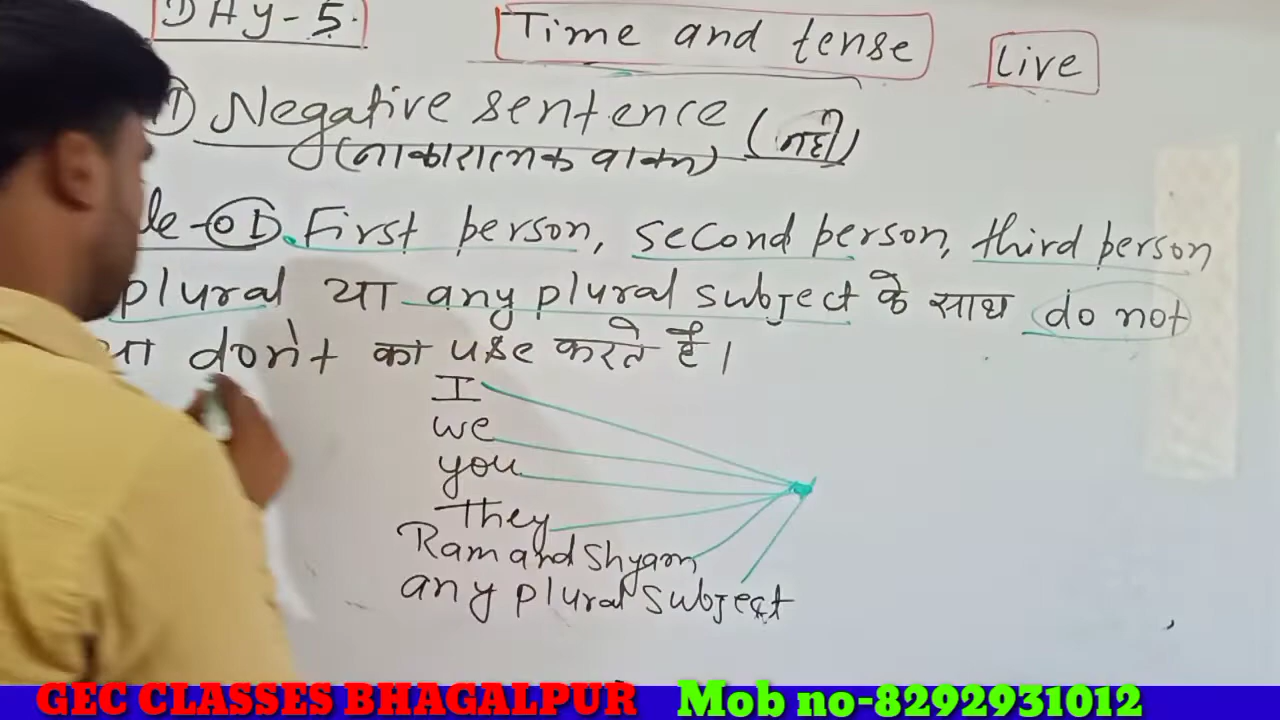 DAY-5 Time and tense Live
① Negative sentence (नहीं)
(नाकारात्मक वाक्य)
First person, second person, third person
plural या any plural subject के साथ do not
या don't का use करते हैं।
I
we
you
They
Ram and Shyam
any plural subject
GEC CLASSES BHAGALPUR Mob no-8292931012